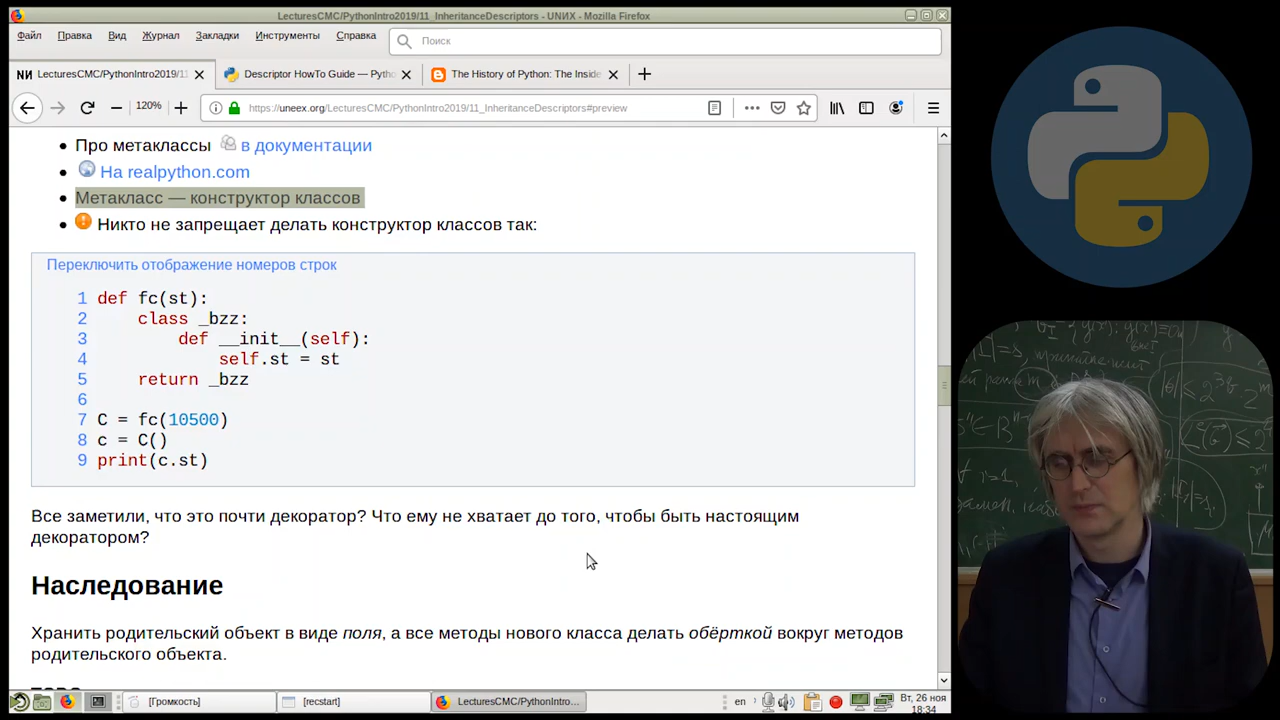 LecturesCMC/PythonIntro2019/11_InheritanceDescriptors - UNИX - Mozilla Firefox
Файл Правка Вид Журнал Закладки Инструменты Справка Поиск
NИ LecturesCMC/PythonIntro2019/11 Descriptor HowTo Guide — Pytho The History of Python: The Inside
120% https://uneex.org/LecturesCMC/PythonIntro2019/11_InheritanceDescriptors#preview
Про метаклассы в документации
На realpython.com
Метакласс — конструктор классов
Никто не запрещает делать конструктор классов так:
Переключить отображение номеров строк
1 def fc(st):
2 class _bzz:
3 def __init__(self):
4 self.st = st
5 return _bzz
6
7 C = fc(10500)
8 c = C()
9 print(c.st)
Все заметили, что это почти декоратор? Что ему не хватает до того, чтобы быть настоящим
декоратором?
Наследование
Хранить родительский объект в виде поля, а все методы нового класса делать обёрткой вокруг методов
родительского объекта.
[Громкость] [recstart] LecturesCMC/PythonIntro... en Вт, 26 ноя
18:34